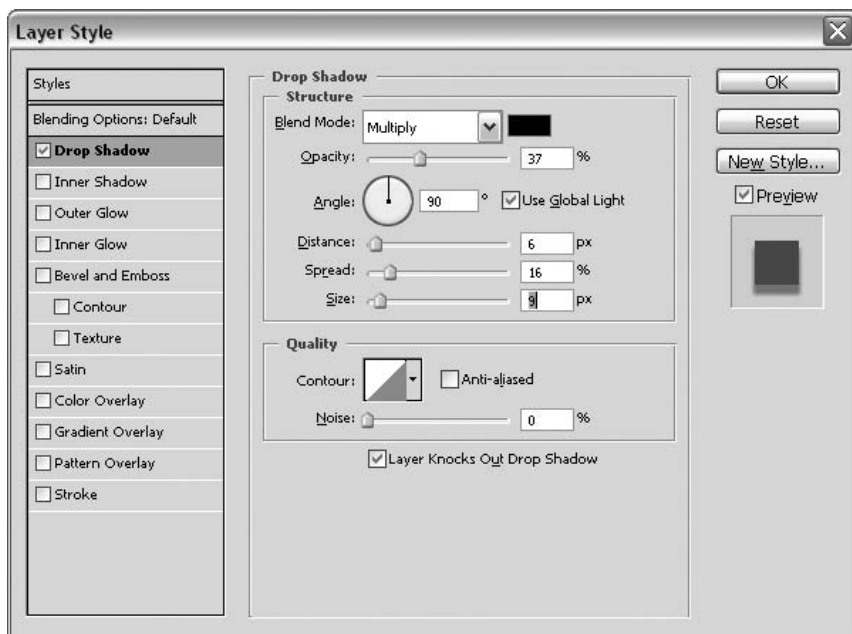 Layer Style
Styles
Blending Options: Default
Drop Shadow
Inner Shadow
Outer Glow
Inner Glow
Bevel and Emboss
Contour
Texture
Satin
Color Overlay
Gradient Overlay
Pattern Overlay
Stroke
Drop Shadow
Structure
Blend Mode: Multiply
Opacity: 37 %
Angle: 90 ° Use Global Light
Distance: 6 px
Spread: 16 %
Size: 9 px
Quality
Contour: Anti-aliased
Noise: 0 %
Layer Knocks Out Drop Shadow
OK
Reset
New Style...
Preview